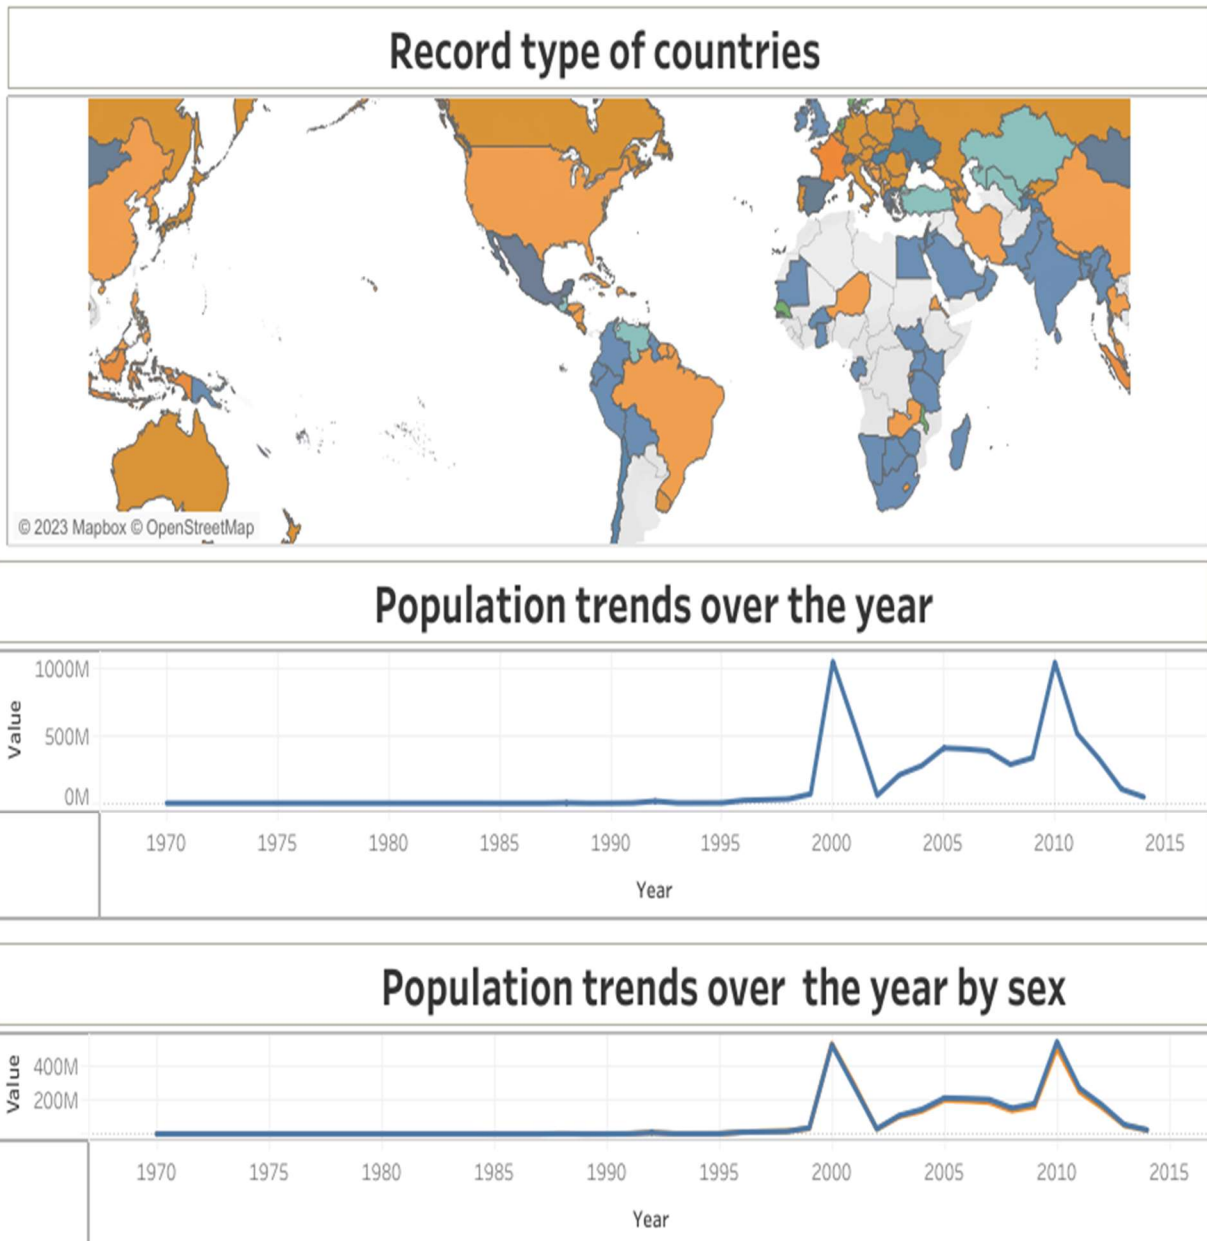 Record type of countries
© 2023 Mapbox © OpenStreetMap
Population trends over the year
Value
1000M
500M
0M
1970 1975 1980 1985 1990 1995 2000 2005 2010 2015
Year
Population trends over the year by sex
Value
400M
200M
1970 1975 1980 1985 1990 1995 2000 2005 2010 2015
Year